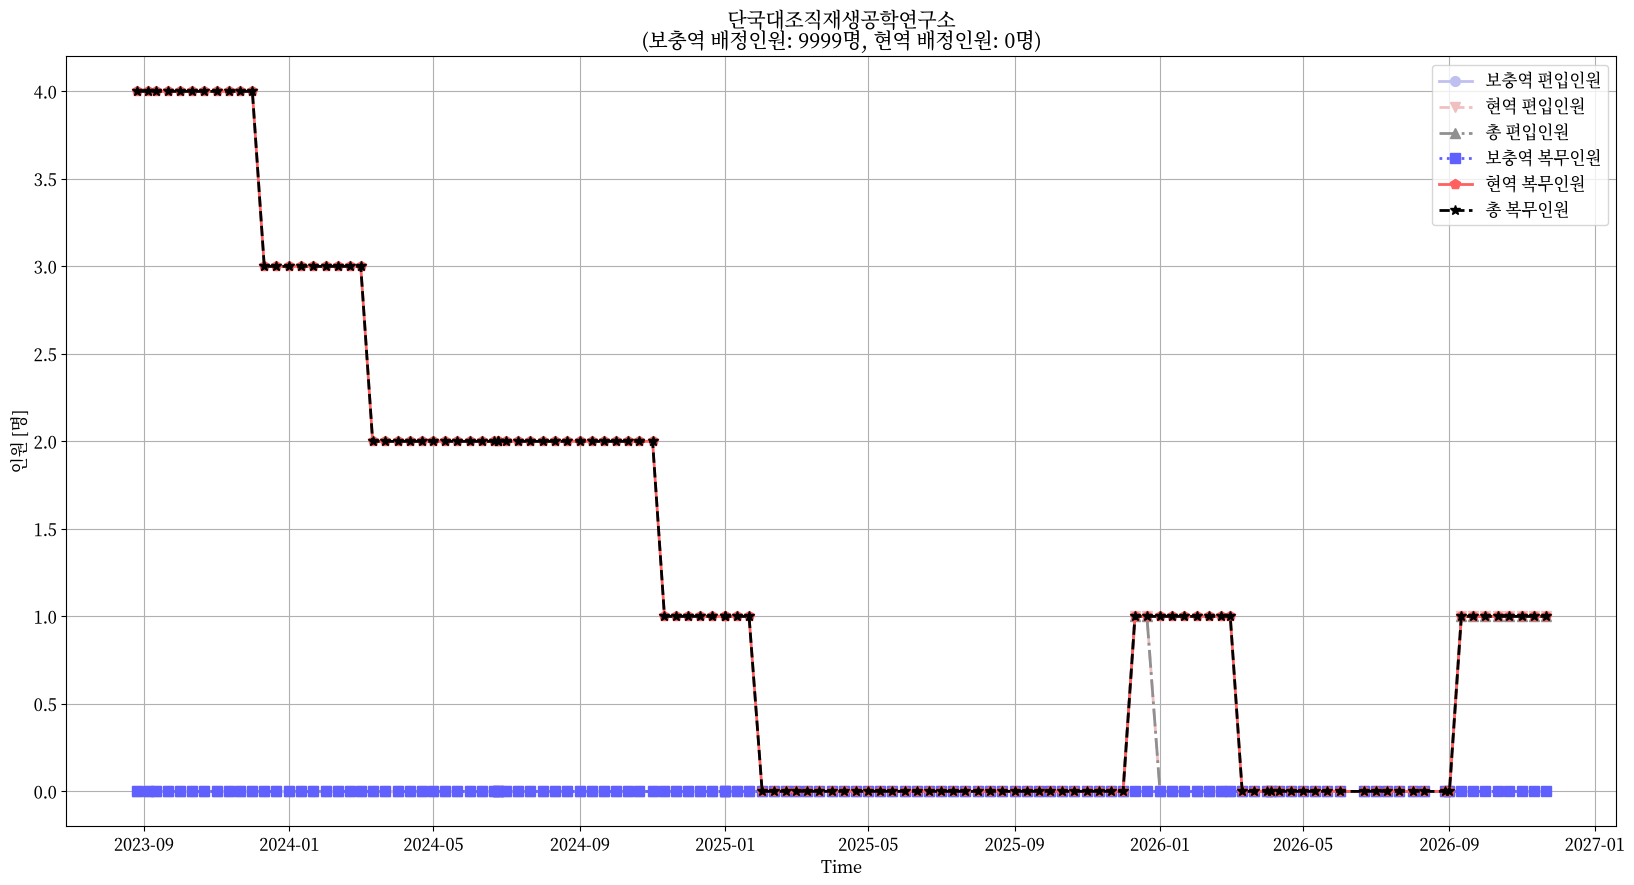 단국대조직재생공학연구소
(보충역 배정인원: 9999명, 현역 배정인원: 0명)
보충역 편입인원
현역 편입인원
총 편입인원
보충역 복무인원
현역 복무인원
총 복무인원
인원 [명]
4.0
3.5
3.0
2.5
2.0
1.5
1.0
0.5
0.0
2023-09
2024-01
2024-05
2024-09
2025-01
2025-05
2025-09
2026-01
2026-05
2026-09
2027-01
Time